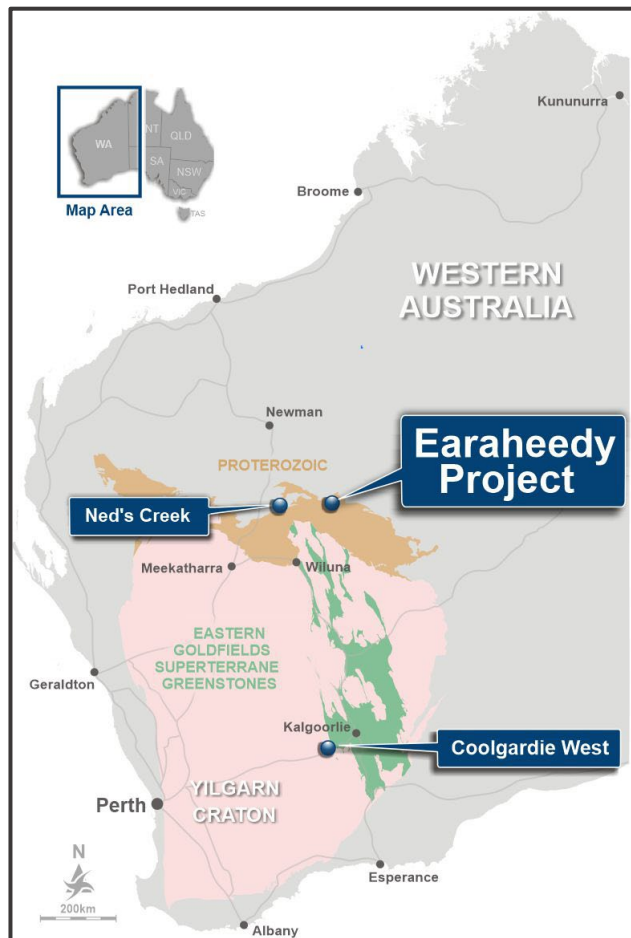 Kununurra
NT
WA
QLD
SA
NSW
VIC
TAS
Map Area
Broome
WESTERN
AUSTRALIA
Port Hedland
Newman
PROTEROZOIC
Earaheedy
Project
Ned's Creek
Meekatharra
Wiluna
EASTERN
GOLDFIELDS
SUPERTERRANE
GREENSTONES
Geraldton
Kalgoorlie
Coolgardie West
YILGARN
CRATON
Perth
N
200km
Esperance
Albany